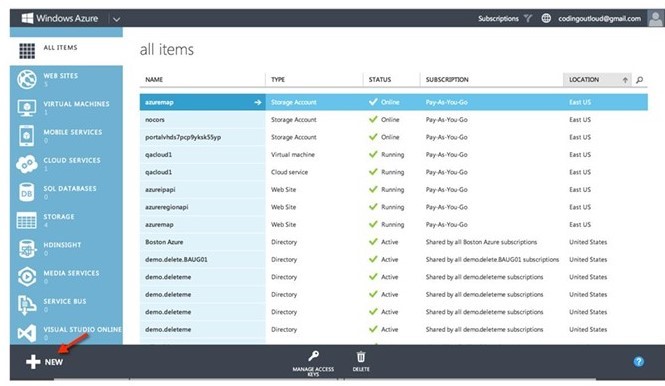 Windows Azure
Subscriptions codingoutloud@gmail.com
ALL ITEMS
WEB SITES
5
VIRTUAL MACHINES
1
MOBILE SERVICES
0
CLOUD SERVICES
1
SQL DATABASES
0
STORAGE
4
HDINSIGHT
0
MEDIA SERVICES
0
SERVICE BUS
0
VISUAL STUDIO ONLINE
0
all items
NAME TYPE STATUS SUBSCRIPTION LOCATION
azuremap Storage Account Online Pay-As-You-Go East US
nocors Storage Account Online Pay-As-You-Go East US
portalvhds7pcp9yksk55yp Storage Account Online Pay-As-You-Go East US
qacloud1 Virtual machine Running Pay-As-You-Go East US
qacloud1 Cloud service Running Pay-As-You-Go East US
azureipapi Web Site Running Pay-As-You-Go East US
azureregionapi Web Site Running Pay-As-You-Go East US
azuremap Web Site Running Pay-As-You-Go East US
Boston Azure Directory Active Shared by all Boston Azure subscriptions United States
demo.delete.BAUG01 Directory Active Shared by all demo.delete.BAUG01 subscriptions United States
demo.deleteme Directory Active Shared by all demo.deleteme subscriptions United States
demo.deleteme Directory Active Shared by all demo.deleteme subscriptions United States
demo.deleteme Directory Active Shared by all demo.deleteme subscriptions United States
demo.deleteme Directory Active Shared by all demo.deleteme subscriptions United States
NEW
MANAGE ACCESS
KEYS
DELETE
?